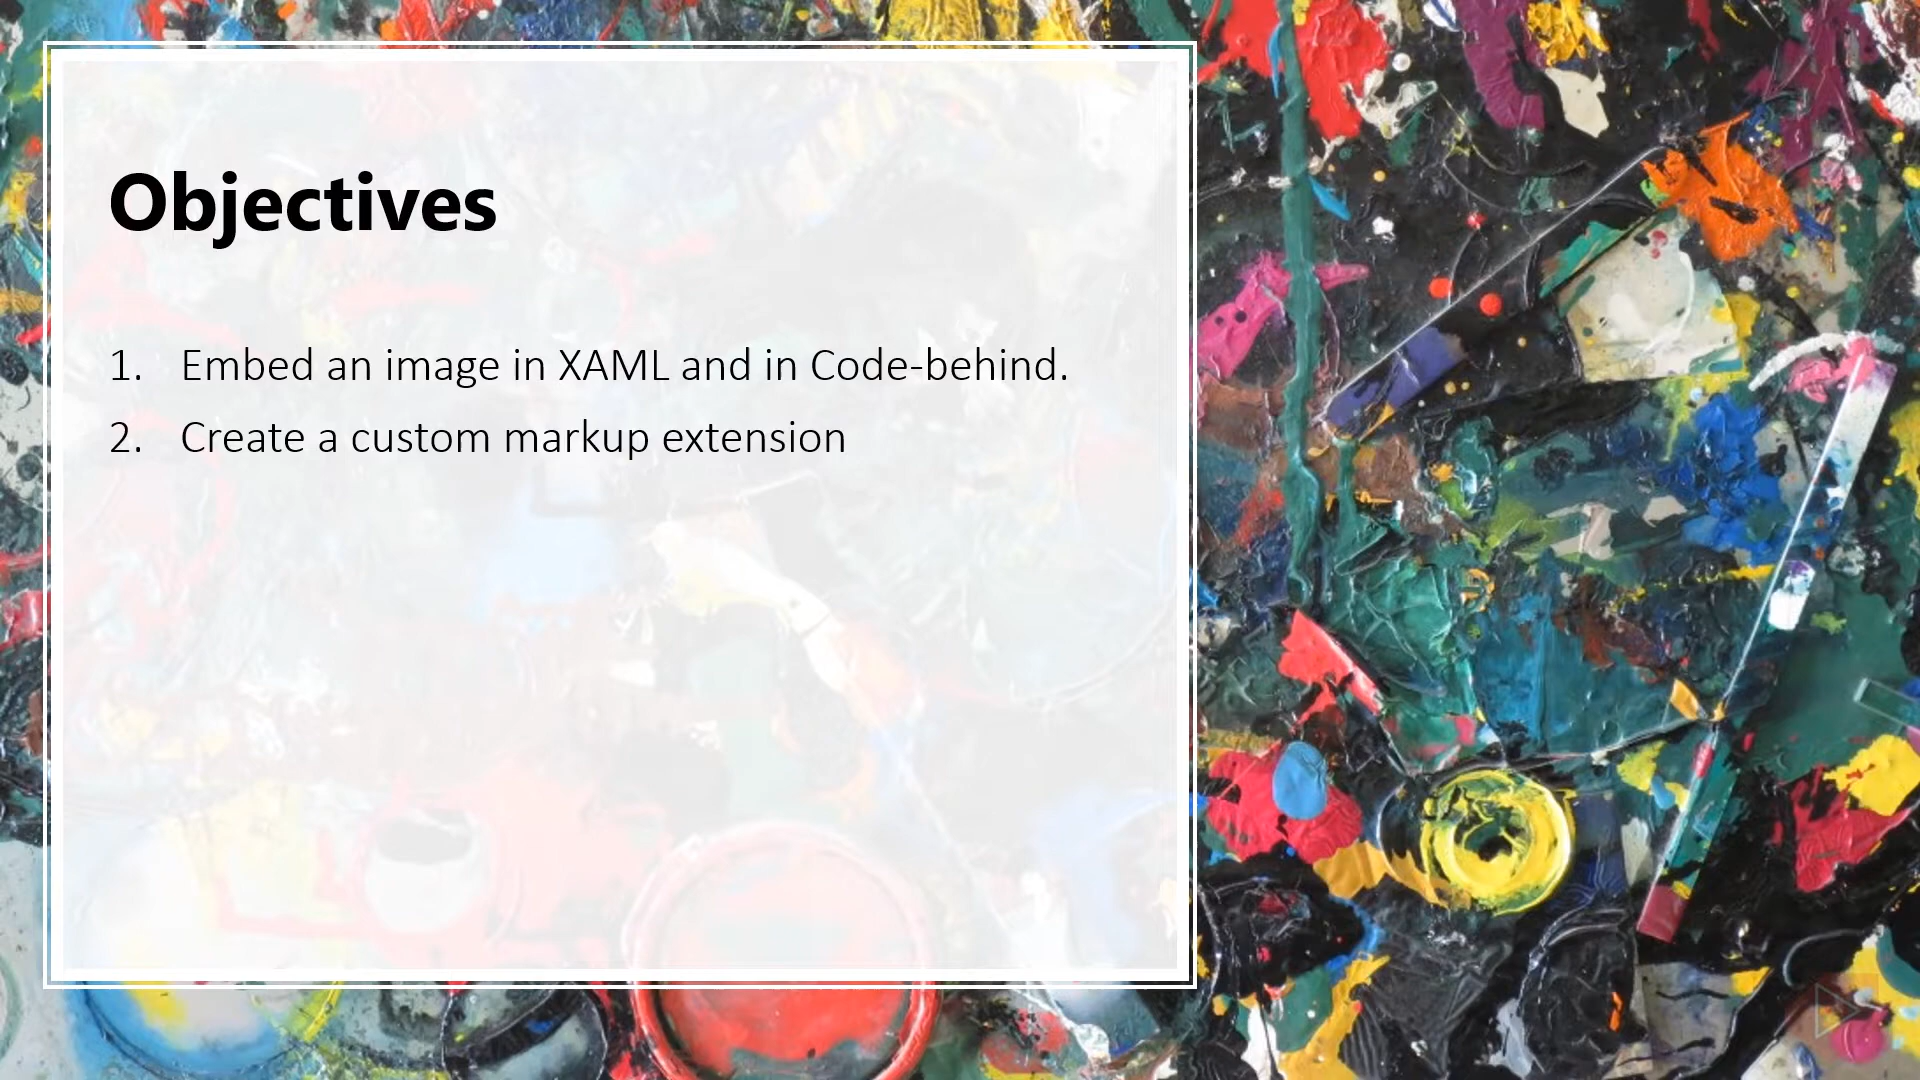 Objectives
1. Embed an image in XAML and in Code-behind.
2. Create a custom markup extension